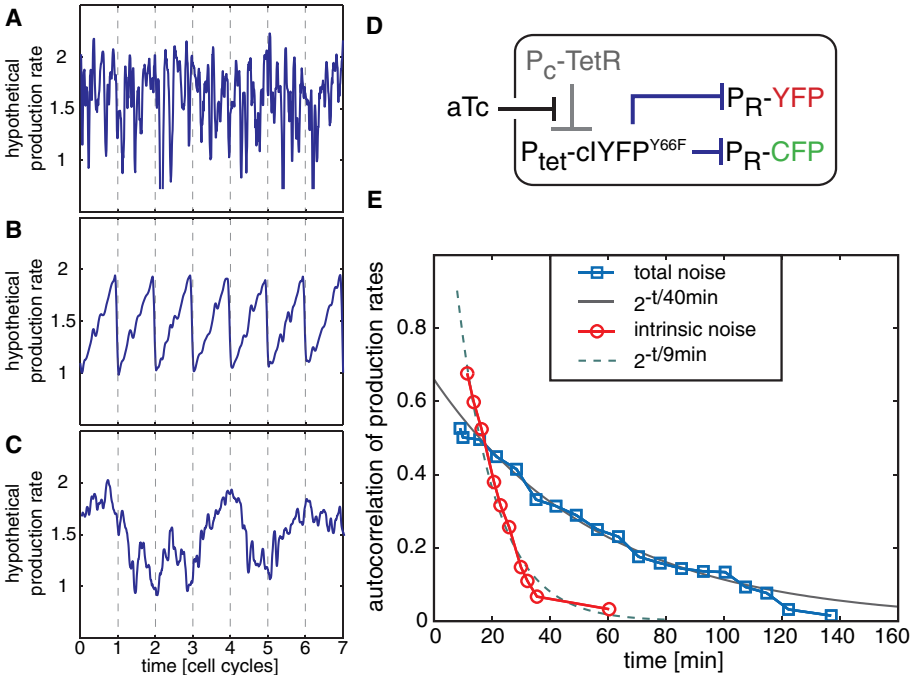 A
hypothetical
production rate
2
1.5
1
B
hypothetical
production rate
2
1.5
1
C
hypothetical
production rate
2
1.5
1
0 1 2 3 4 5 6 7
time [cell cycles]
D
Pc-TetR
aTc
PR-YFP
Ptet-cIYFPY66F
PR-CFP
E
autocorrelation of production rates
0.8
0.6
0.4
0.2
0
total noise
2-t/40min
intrinsic noise
2-t/9min
0 20 40 60 80 100 120 140 160
time [min]